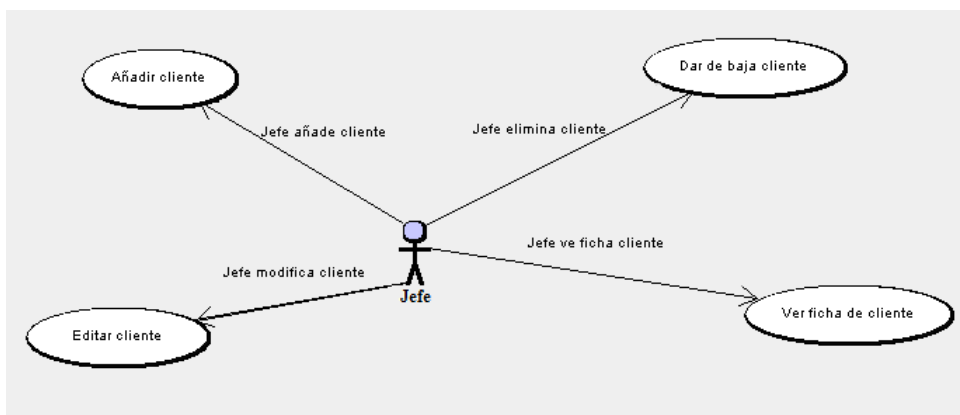 Añadir cliente
Dar de baja cliente
Jefe añade cliente
Jefe elimina cliente
Jefe ve ficha cliente
Jefe modifica cliente
Jefe
Ver ficha de cliente
Editar cliente